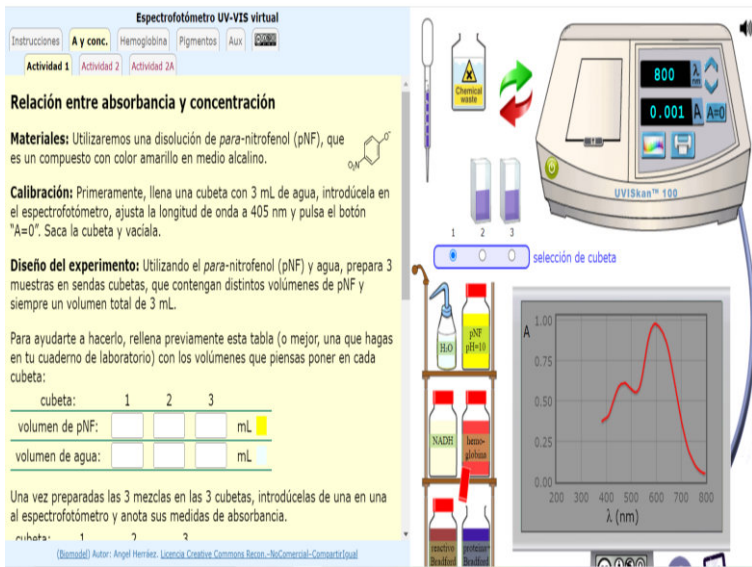 Espectrofotómetro UV-VIS virtual
Instrucciones A y conc. Hemoglobina Pigmentos Aux
Actividad 1 Actividad 2 Actividad 2A
Relación entre absorbancia y concentración
Materiales: Utilizaremos una disolución de para-nitrofenol (pNF), que
es un compuesto con color amarillo en medio alcalino.
O⁻
O₂N
Calibración: Primeramente, llena una cubeta con 3 mL de agua, introdúcela en
el espectrofotómetro, ajusta la longitud de onda a 405 nm y pulsa el botón
"A=0". Saca la cubeta y vacíala.
Diseño del experimento: Utilizando el para-nitrofenol (pNF) y agua, prepara 3
muestras en sendas cubetas, que contengan distintos volúmenes de pNF y
siempre un volumen total de 3 mL.
Para ayudarte a hacerlo, rellena previamente esta tabla (o mejor, una que hagas
en tu cuaderno de laboratorio) con los volúmenes que piensas poner en cada
cubeta:
cubeta: 1 2 3
volumen de pNF: mL
volumen de agua: mL
Una vez preparadas las 3 mezclas en las 3 cubetas, introdúcelas de una en una
al espectrofotómetro y anota sus medidas de absorbancia.
cubeta: 1 2 3
(Biomodel) Autor: Angel Herráez. Licencia Creative Commons Recon.-NoComercial-CompartirIgual
Chemical
waste
800 λ
nm
0.001 A A=0
UVISkan™ 100
1 2 3
selección de cubeta
H₂O
pNF
pH=10
NADH
hemo-
globina
reactivo
Bradford
proteína+
Bradford
A
1.00
0.75
0.50
0.25
0.00
200 300 400 500 600 700 800
λ (nm)